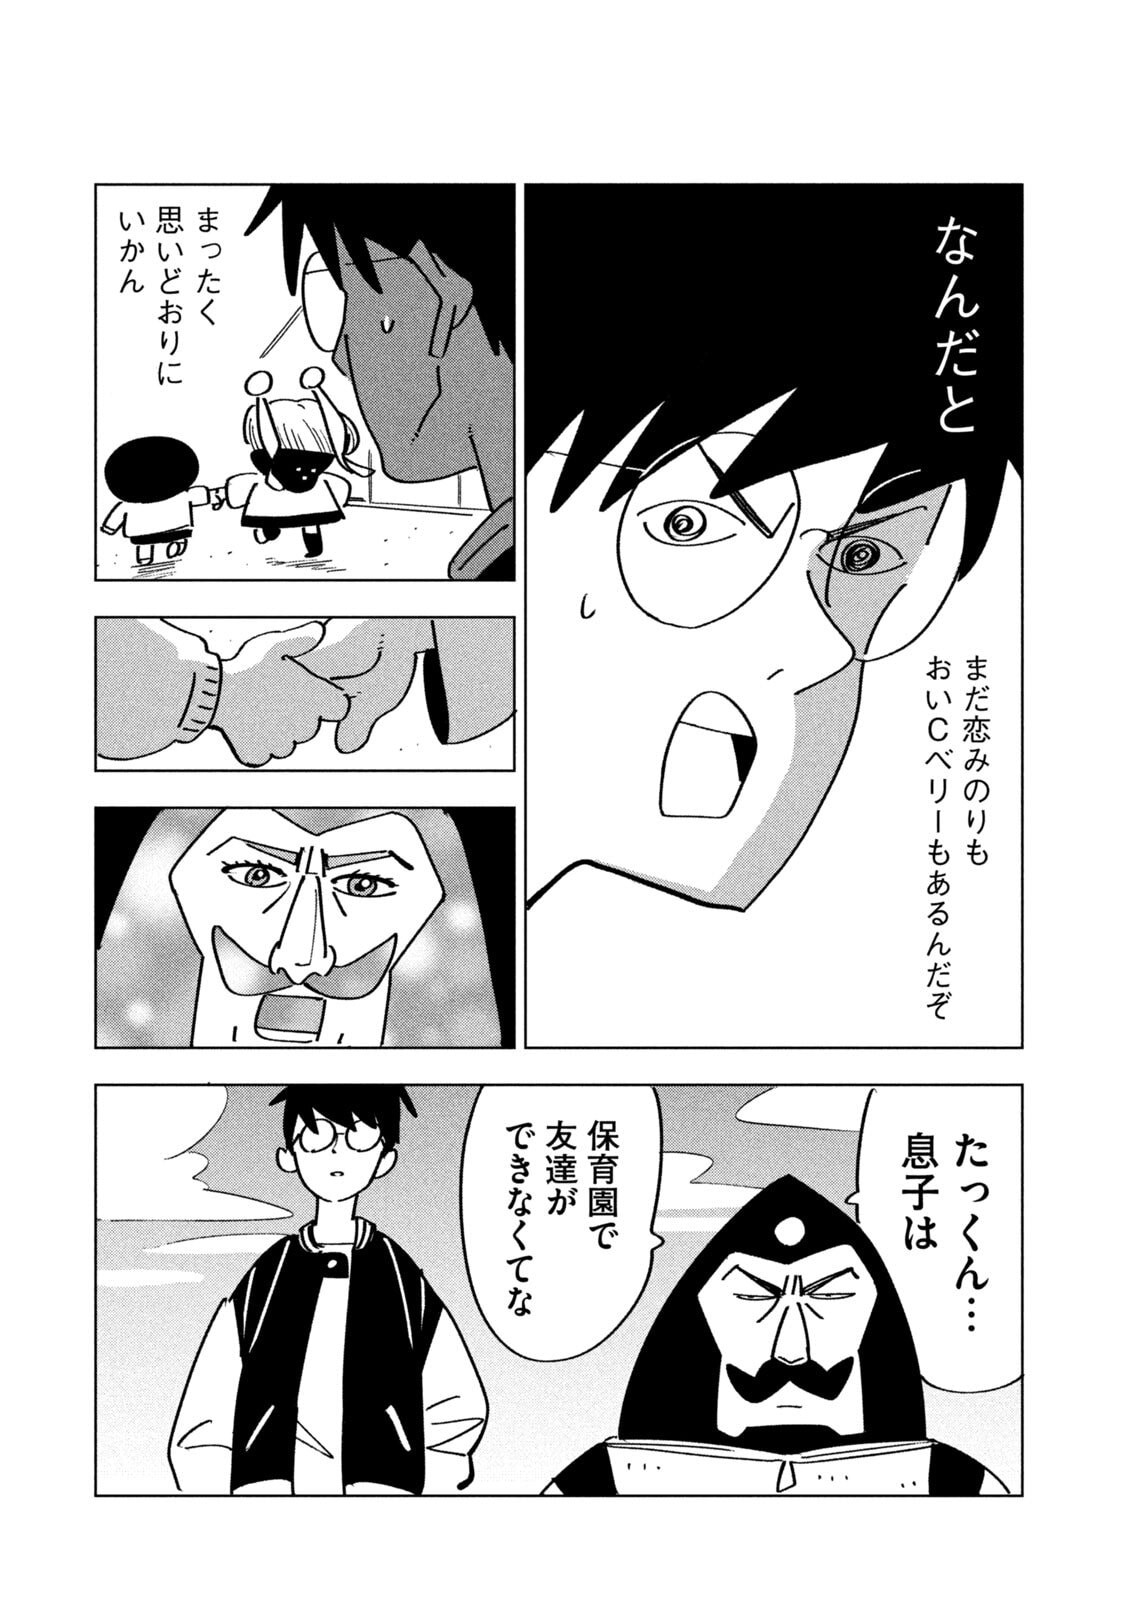 なんだと
まだ恋みのりも
おいCベリーもあるんだぞ
まったく
思いどおりに
いかん
たっくん…
息子は
保育園で
友達が
できなくてな